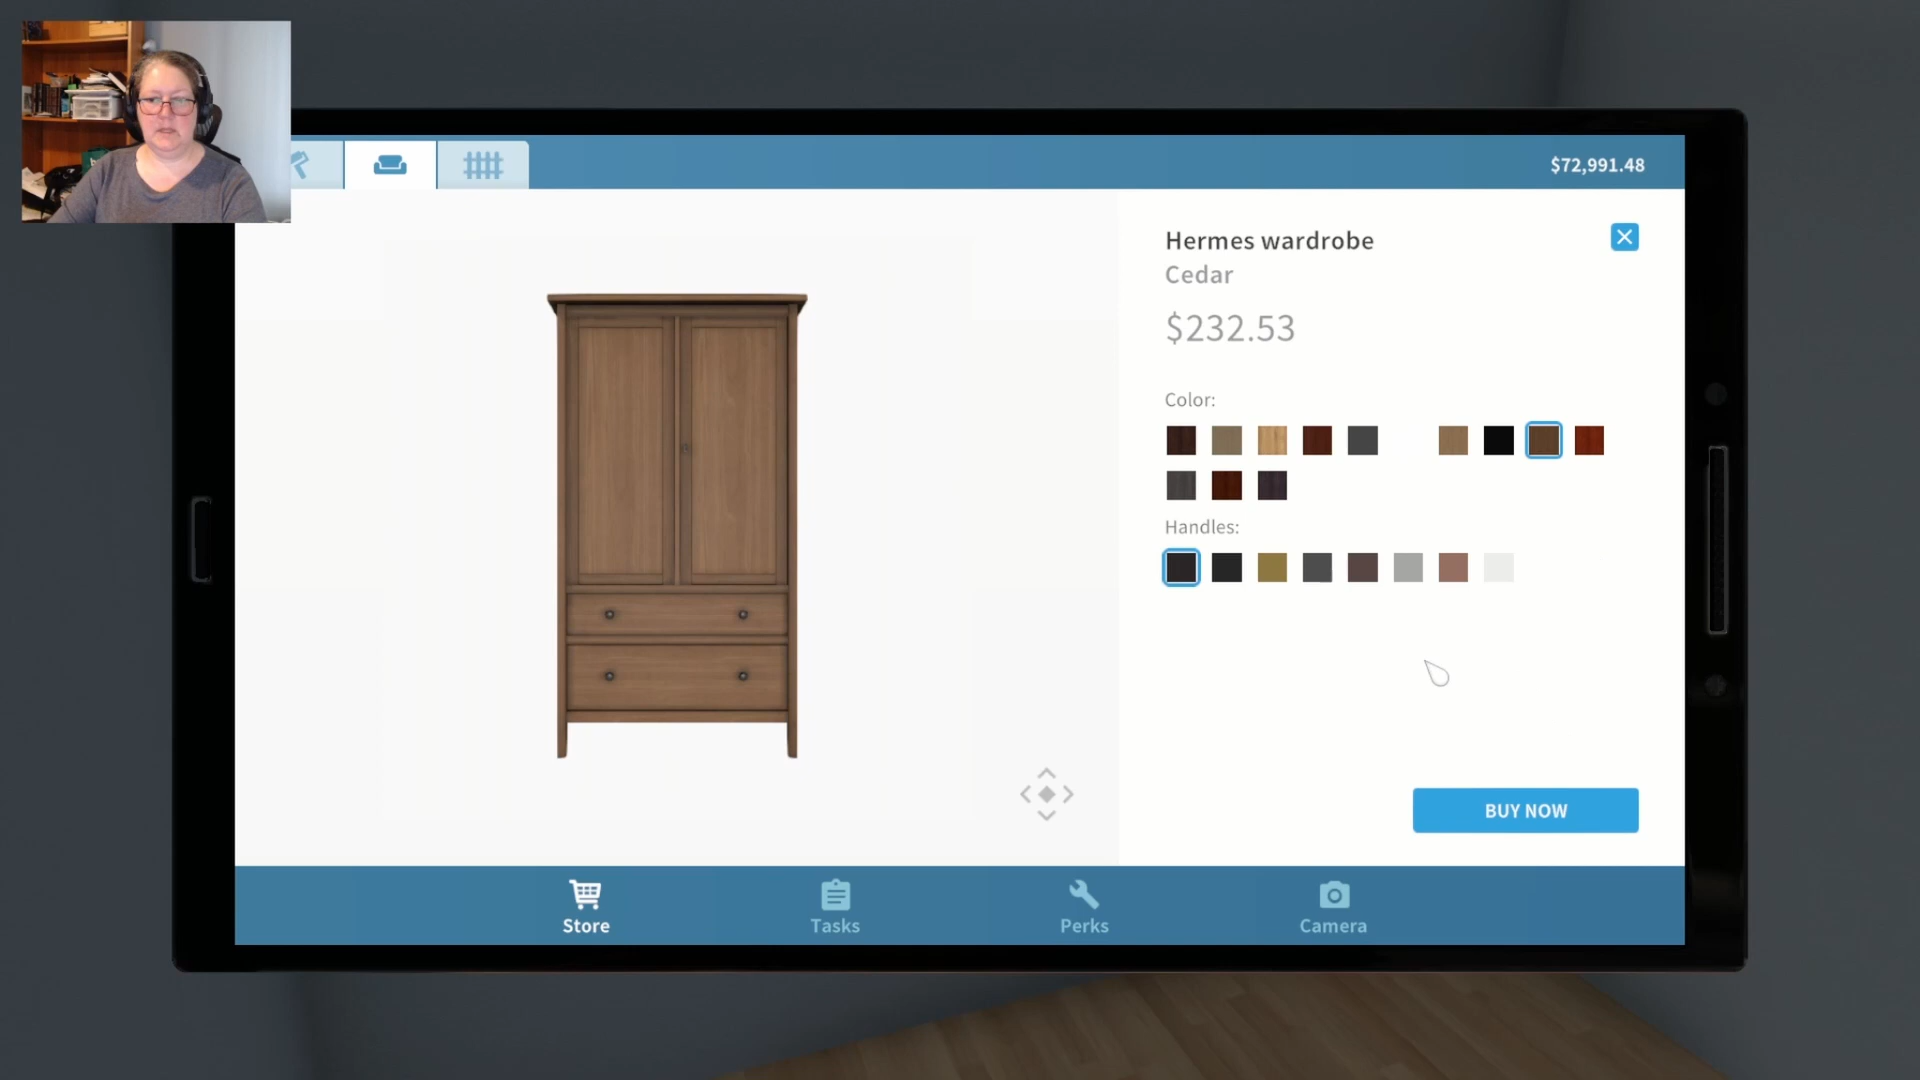 $72,991.48
Hermes wardrobe
Cedar
$232.53
Color:
Handles:
BUY NOW
Store
Tasks
Perks
Camera